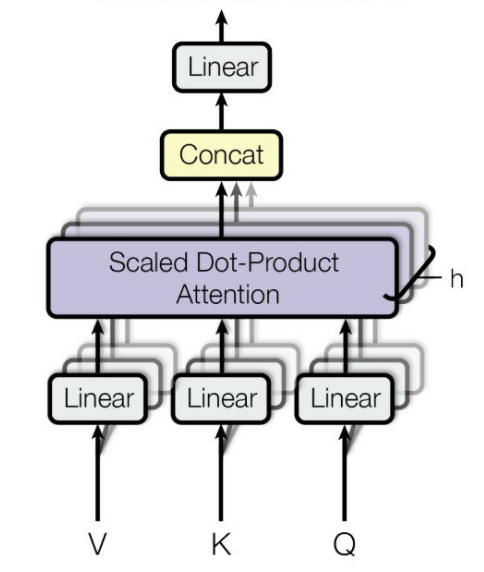 Linear
Concat
Scaled Dot-Product
Attention
h
Linear Linear Linear
V K Q